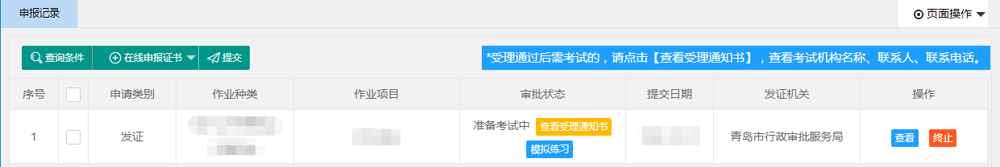 申报记录
页面操作
查询条件 在线申报证书 提交
*受理通过后需考试的，请点击【查看受理通知书】，查看考试机构名称、联系人、联系电话。
序号 申请类别 作业种类 作业项目 审批状态 提交日期 发证机关 操作
1 发证 准备考试中 查看受理通知书 青岛市行政审批服务局 查看 终止
模拟练习